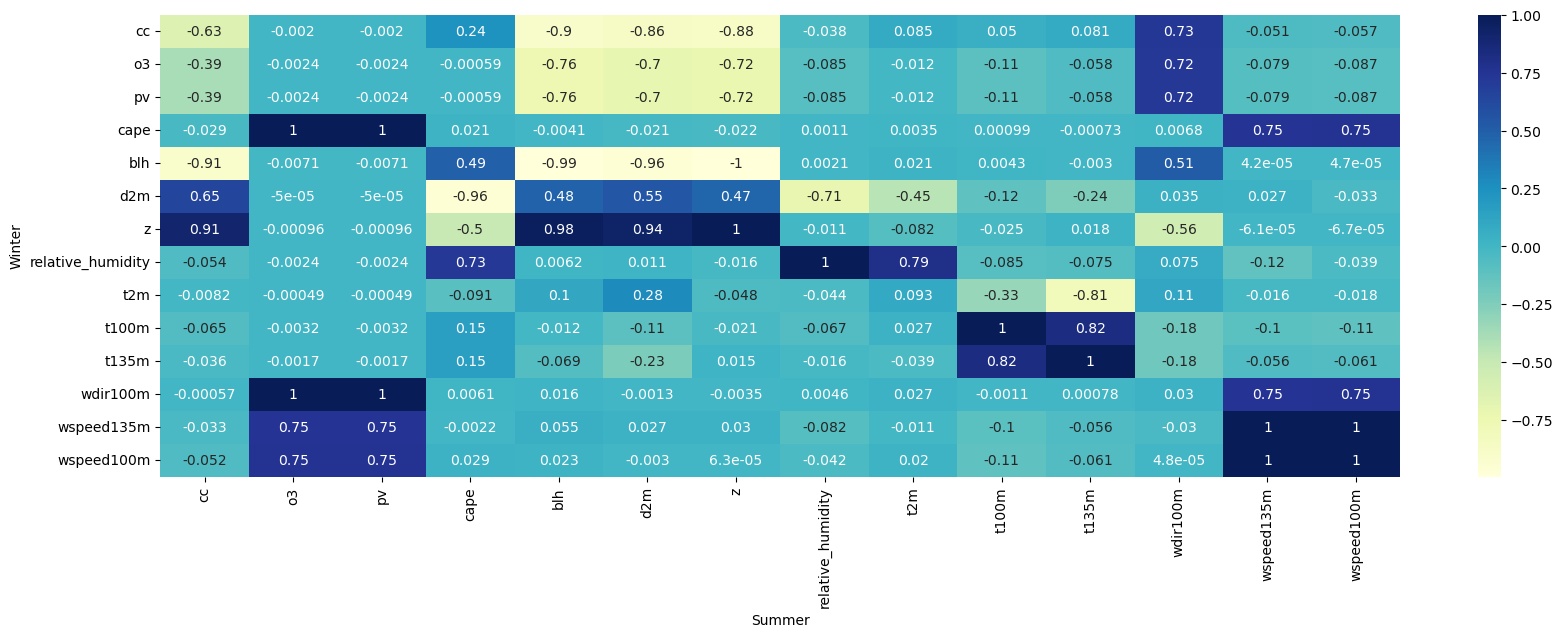 cc -0.63 -0.002 -0.002 0.24 -0.9 -0.86 -0.88 -0.038 0.085 0.05 0.081 0.73 -0.051 -0.057
o3 -0.39 -0.0024 -0.0024 -0.00059 -0.76 -0.7 -0.72 -0.085 -0.012 -0.11 -0.058 0.72 -0.079 -0.087
pv -0.39 -0.0024 -0.0024 -0.00059 -0.76 -0.7 -0.72 -0.085 -0.012 -0.11 -0.058 0.72 -0.079 -0.087
cape -0.029 1 1 0.021 -0.0041 -0.021 -0.022 0.0011 0.0035 0.00099 -0.00073 0.0068 0.75 0.75
blh -0.91 -0.0071 -0.0071 0.49 -0.99 -0.96 -1 0.0021 0.021 0.0043 -0.003 0.51 4.2e-05 4.7e-05
d2m 0.65 -5e-05 -5e-05 -0.96 0.48 0.55 0.47 -0.71 -0.45 -0.12 -0.24 0.035 0.027 -0.033
z 0.91 -0.00096 -0.00096 -0.5 0.98 0.94 1 -0.011 -0.082 -0.025 0.018 -0.56 -6.1e-05 -6.7e-05
relative_humidity -0.054 -0.0024 -0.0024 0.73 0.0062 0.011 -0.016 1 0.79 -0.085 -0.075 0.075 -0.12 -0.039
t2m -0.0082 -0.00049 -0.00049 -0.091 0.1 0.28 -0.048 -0.044 0.093 -0.33 -0.81 0.11 -0.016 -0.018
t100m -0.065 -0.0032 -0.0032 0.15 -0.012 -0.11 -0.021 -0.067 0.027 1 0.82 -0.18 -0.1 -0.11
t135m -0.036 -0.0017 -0.0017 0.15 -0.069 -0.23 0.015 -0.016 -0.039 0.82 1 -0.18 -0.056 -0.061
wdir100m -0.00057 1 1 0.0061 0.016 -0.0013 -0.0035 0.0046 0.027 -0.0011 0.00078 0.03 0.75 0.75
wspeed135m -0.033 0.75 0.75 -0.0022 0.055 0.027 0.03 -0.082 -0.011 -0.1 -0.056 -0.03 1 1
wspeed100m -0.052 0.75 0.75 0.029 0.023 -0.003 6.3e-05 -0.042 0.02 -0.11 -0.061 4.8e-05 1 1
cc o3 pv cape blh d2m z relative_humidity t2m t100m t135m wdir100m wspeed135m wspeed100m
Summer
Winter
1.00
0.75
0.50
0.25
0.00
−0.25
−0.50
−0.75